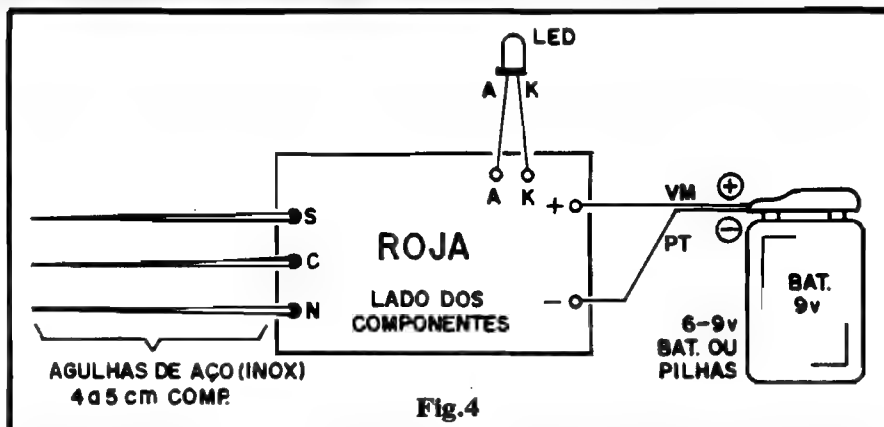 LED
A K
A K
S
C
N
ROJA
LADO DOS
COMPONENTES
+
-
VM +
PT -
BAT.
9v
6-9v
BAT. OU
PILHAS
AGULHAS DE AÇO (INOX)
4 a 5 cm COMP.
Fig.4